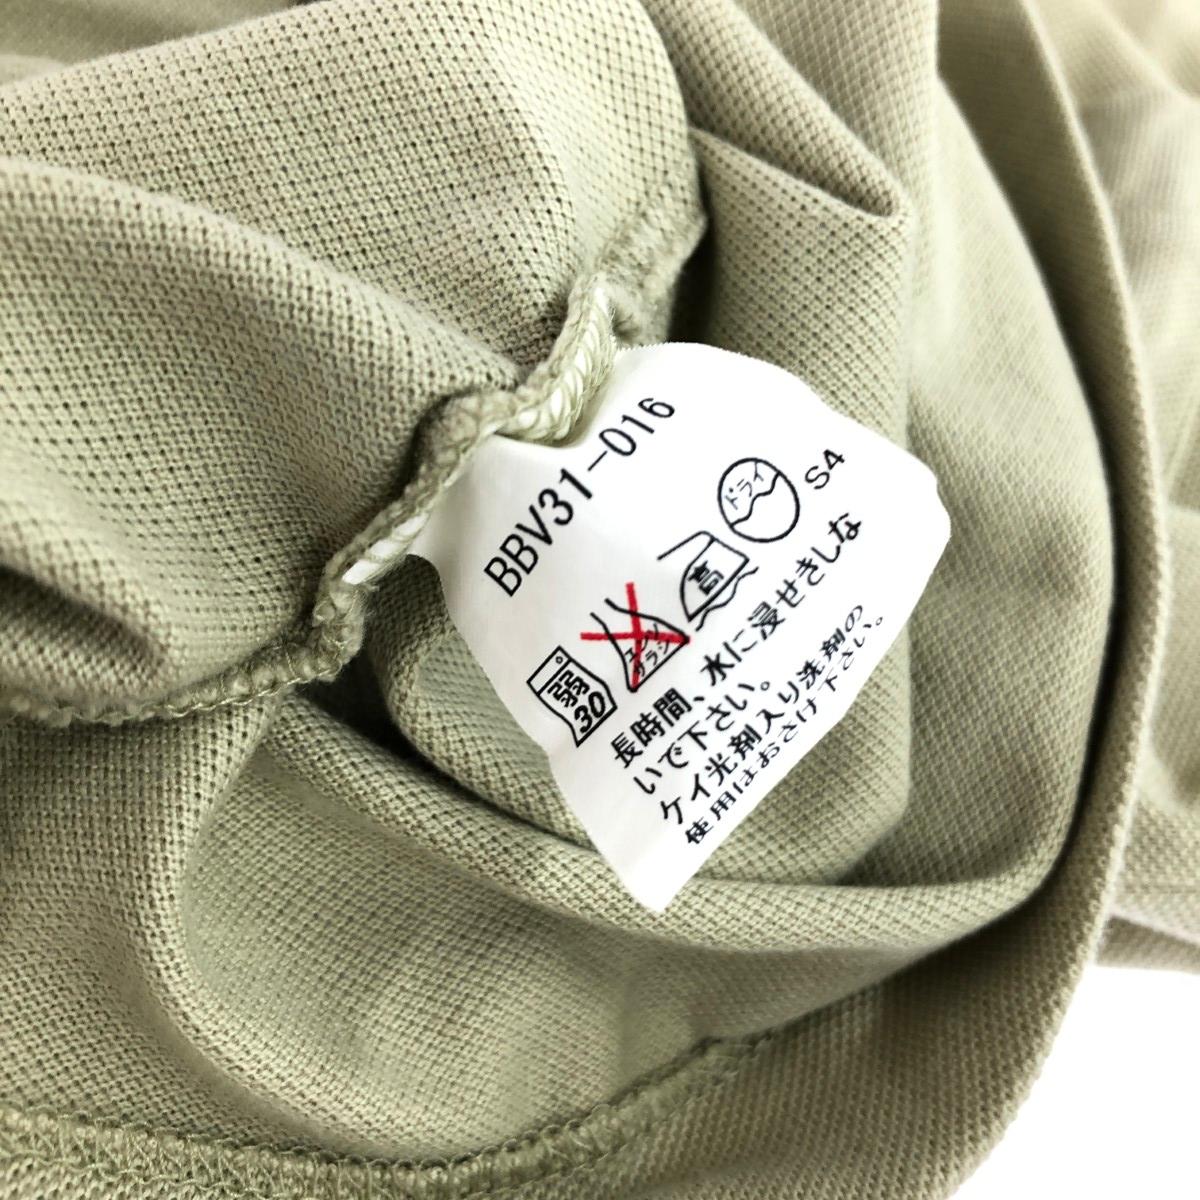 BBV31-016
弱
30
エンソ
サラシ
高
ドライ
S4
長時間、水に浸せきしな
いで下さい。
ケイ光剤入り洗剤の
使用はおさけ下さい。